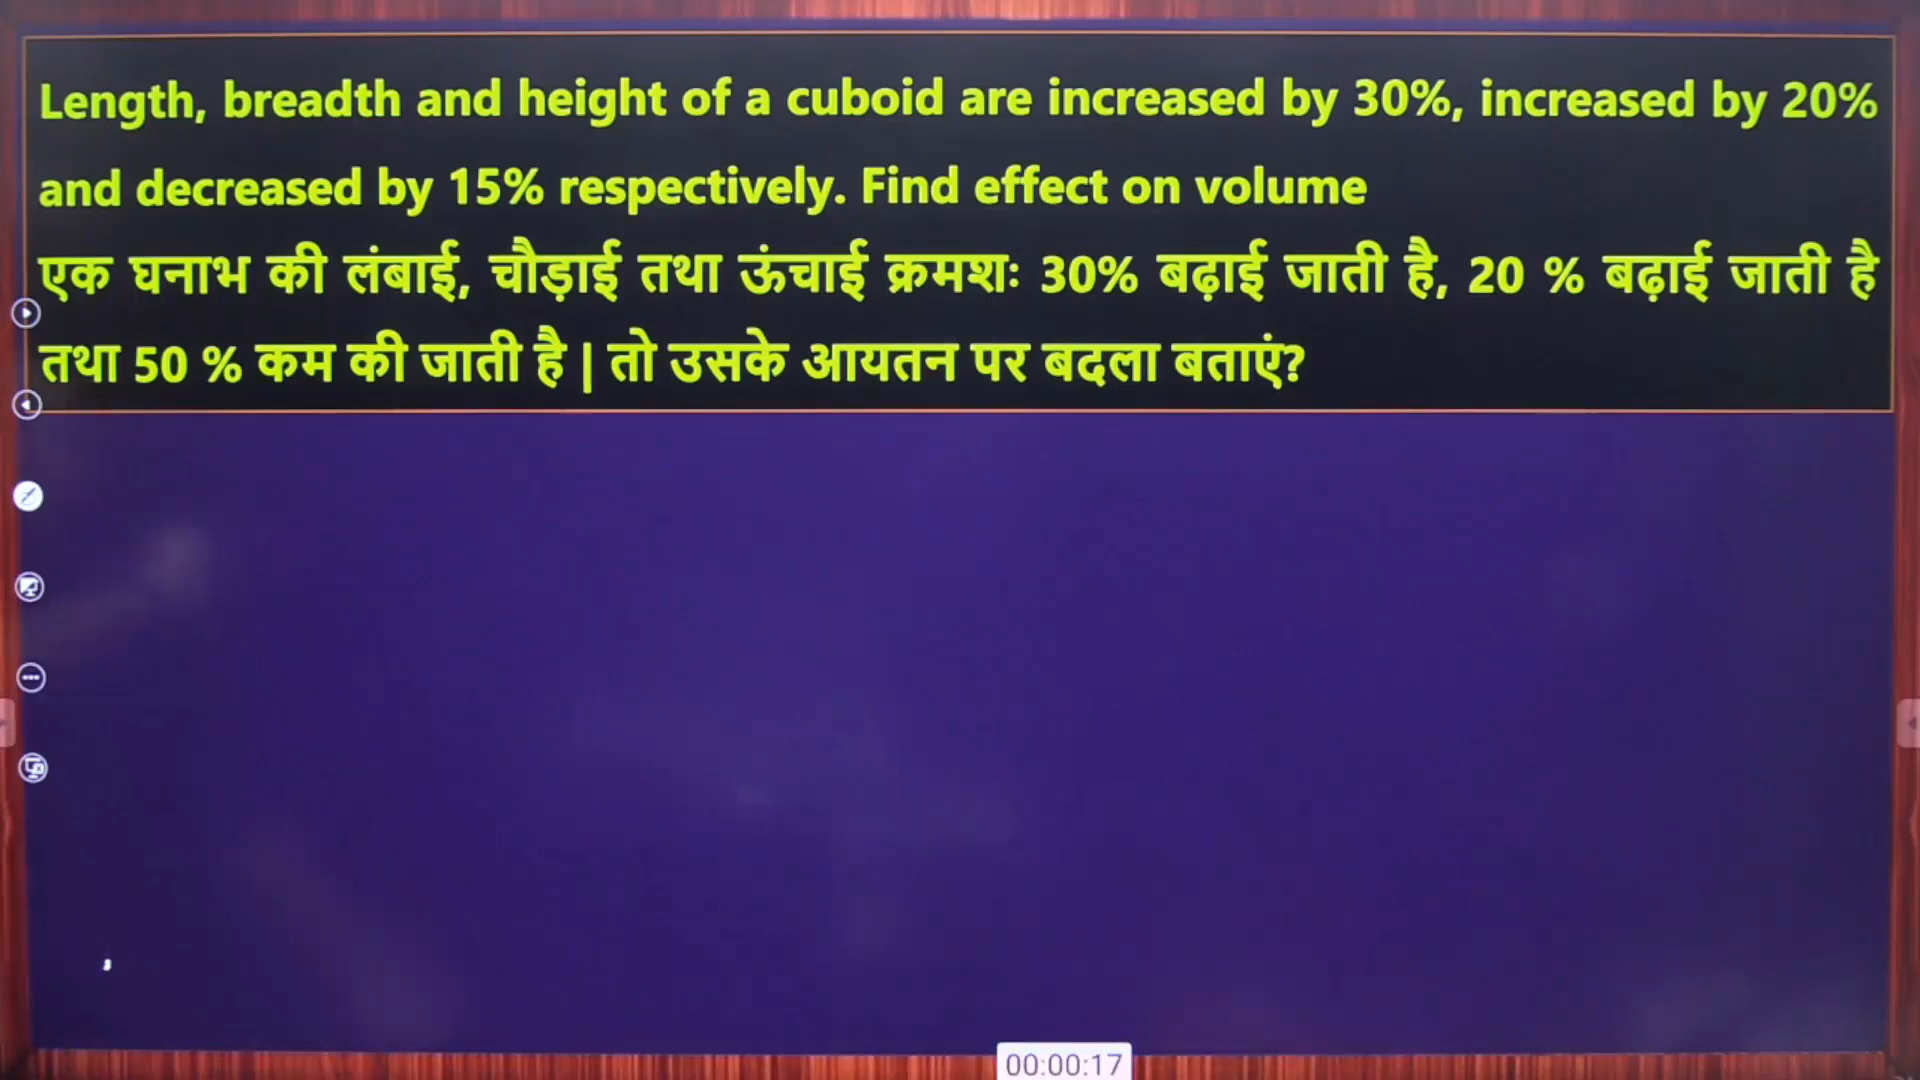 Length, breadth and height of a cuboid are increased by 30%, increased by 20%
and decreased by 15% respectively. Find effect on volume
एक घनाभ की लंबाई, चौड़ाई तथा ऊंचाई क्रमशः 30% बढ़ाई जाती है, 20 % बढ़ाई जाती है
तथा 50 % कम की जाती है | तो उसके आयतन पर बदला बताएं?
00:00:17